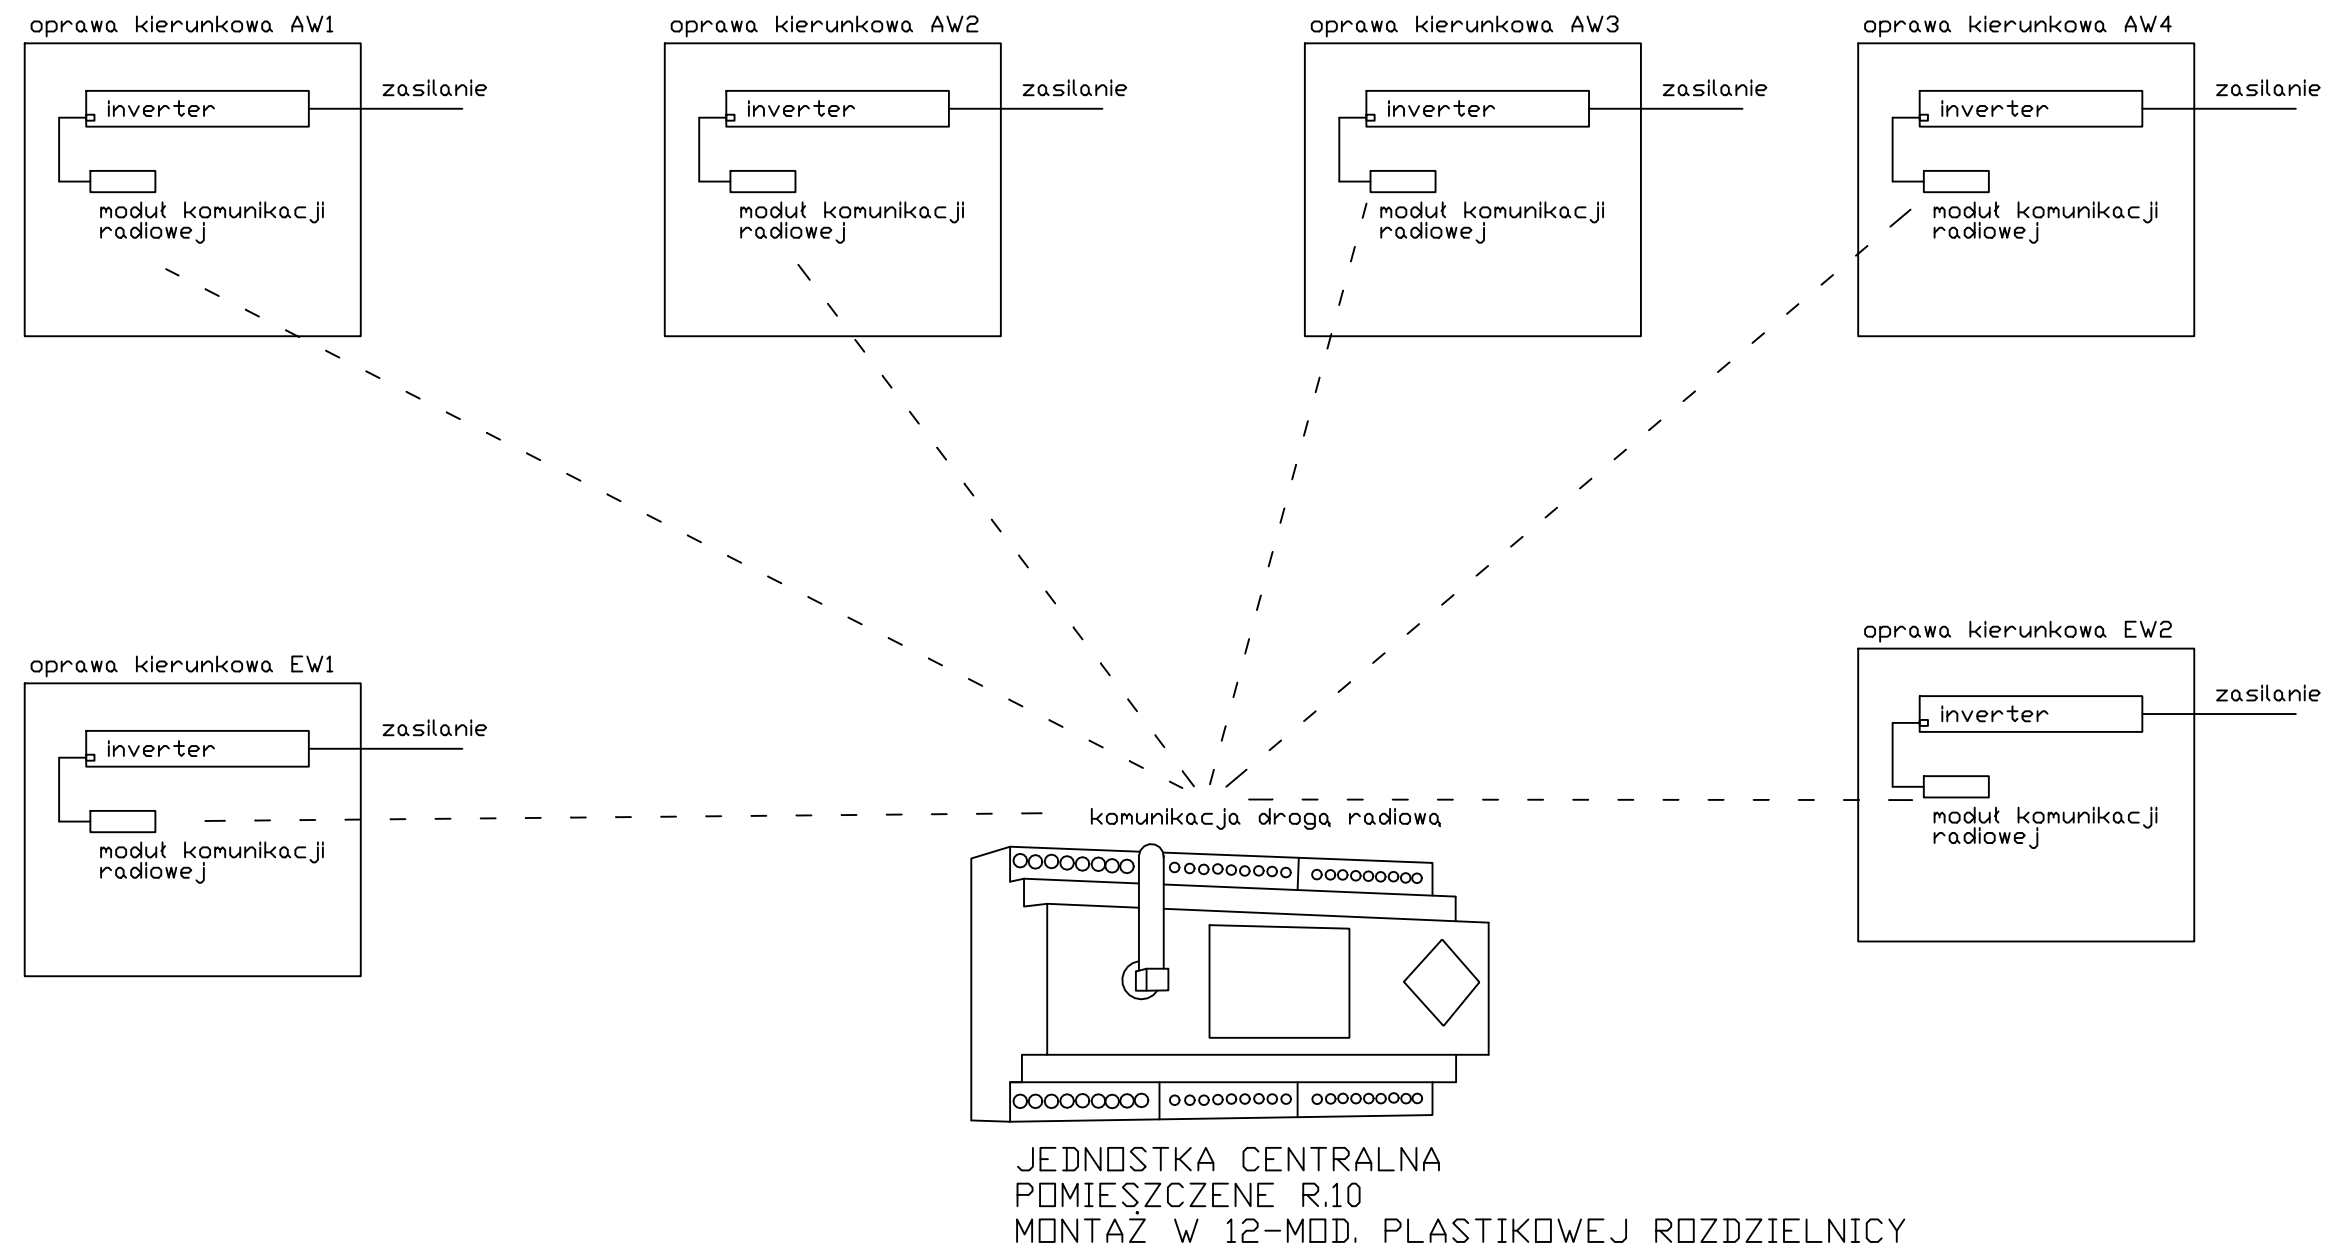 oprawa kierunkowa AW1
zasilanie
inverter
moduł komunikacji
radiowej
oprawa kierunkowa AW2
zasilanie
inverter
moduł komunikacji
radiowej
oprawa kierunkowa AW3
zasilanie
inverter
moduł komunikacji
radiowej
oprawa kierunkowa AW4
zasilanie
inverter
moduł komunikacji
radiowej
oprawa kierunkowa EW1
zasilanie
inverter
moduł komunikacji
radiowej
oprawa kierunkowa EW2
zasilanie
inverter
moduł komunikacji
radiowej
komunikacja drogą radiową
JEDNOSTKA CENTRALNA
POMIESZCZENE R.10
MONTAŻ W 12-MOD. PLASTIKOWEJ ROZDZIELNICY